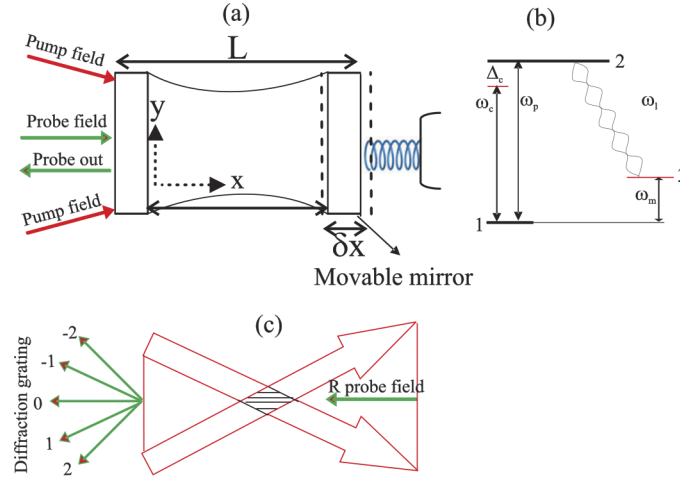 (a)
Pump field
L
Probe field
y
Probe out
x
Pump field
δx
Movable mirror
(b)
2
Δc
ωc
ωp
ωl
ωm
1
(c)
Diffraction grating
-2
-1
0
1
2
R probe field